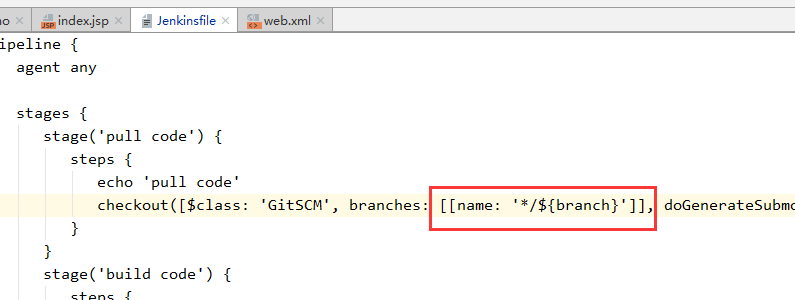 index.jsp Jenkinsfile web.xml
ipeline {
agent any
stages {
stage('pull code') {
steps {
echo 'pull code'
checkout([$class: 'GitSCM', branches: [[name: '*/${branch}']], doGenerateSubmo
}
}
stage('build code') {
steps {